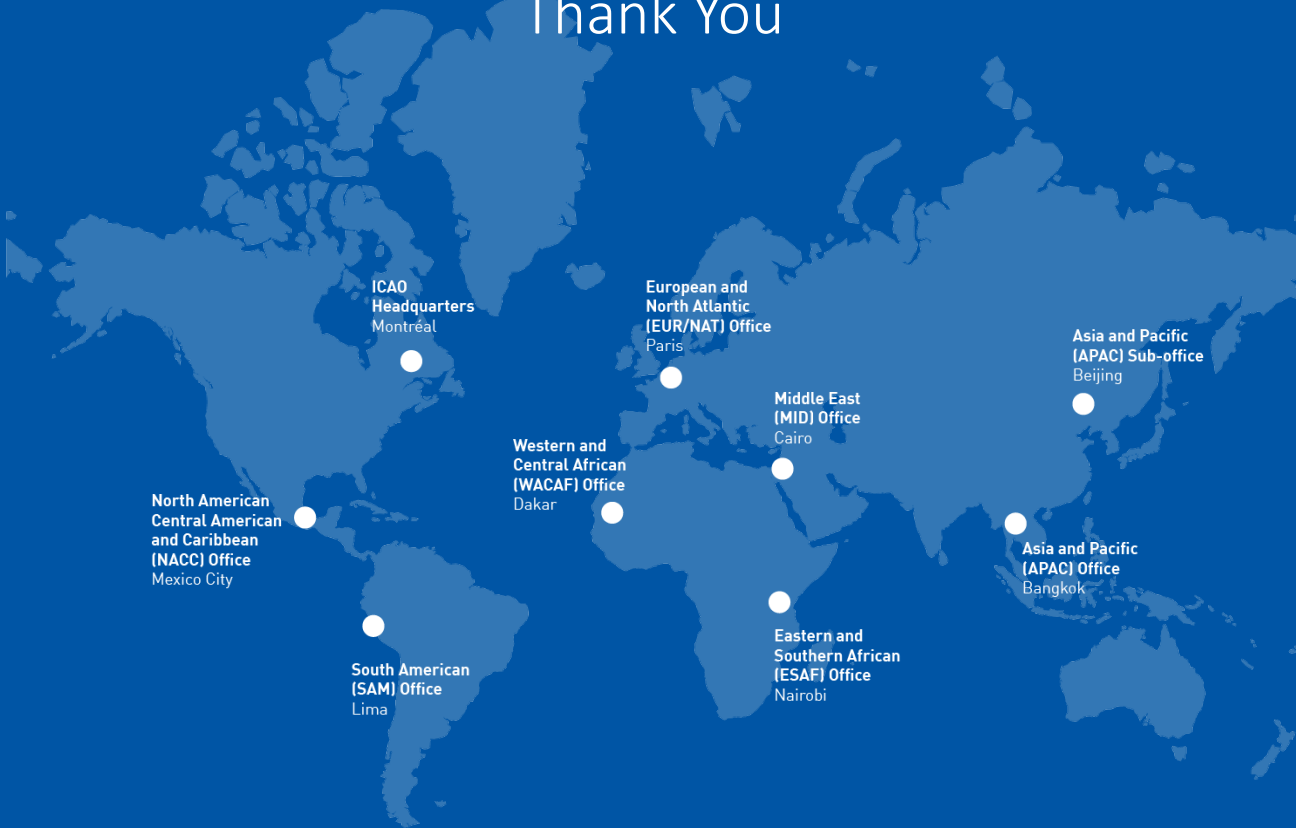 Thank You
ICAO
Headquarters
Montréal
European and
North Atlantic
(EUR/NAT) Office
Paris
Asia and Pacific
(APAC) Sub-office
Beijing
Middle East
(MID) Office
Cairo
Western and
Central African
(WACAF) Office
Dakar
North American
Central American
and Caribbean
(NACC) Office
Mexico City
Asia and Pacific
(APAC) Office
Bangkok
Eastern and
Southern African
(ESAF) Office
Nairobi
South American
(SAM) Office
Lima